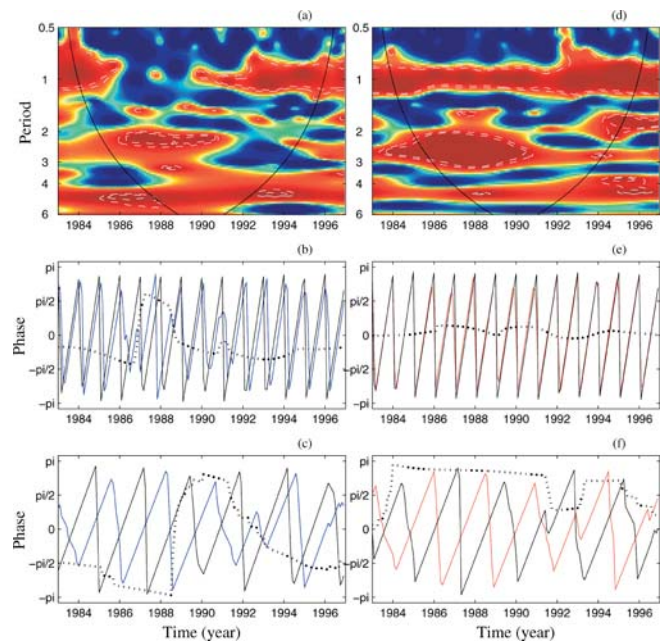 (a) (d)
0.5 0.5
1 1
Period
2 2
3 3
4 4
6 6
1984 1986 1988 1990 1992 1994 1996 1984 1986 1988 1990 1992 1994 1996
(b) (e)
pi pi
pi/2 pi/2
Phase
0 0
−pi/2 −pi/2
−pi −pi
1984 1986 1988 1990 1992 1994 1996 1984 1986 1988 1990 1992 1994 1996
(c) (f)
pi pi
pi/2 pi/2
Phase
0 0
−pi/2 −pi/2
−pi −pi
1984 1986 1988 1990 1992 1994 1996 1984 1986 1988 1990 1992 1994 1996
Time (year) Time (year)